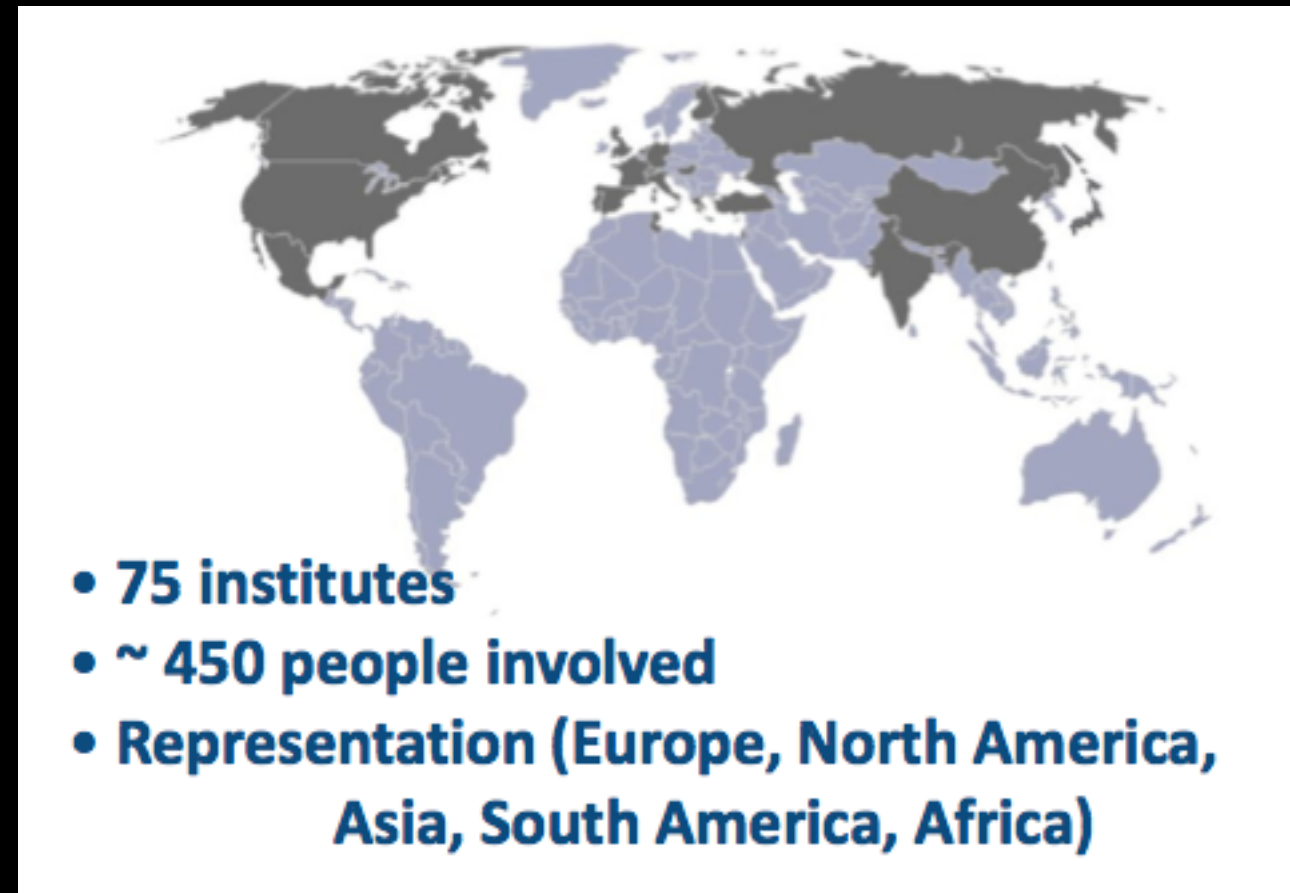 • 75 institutes
• ~ 450 people involved
• Representation (Europe, North America,
Asia, South America, Africa)